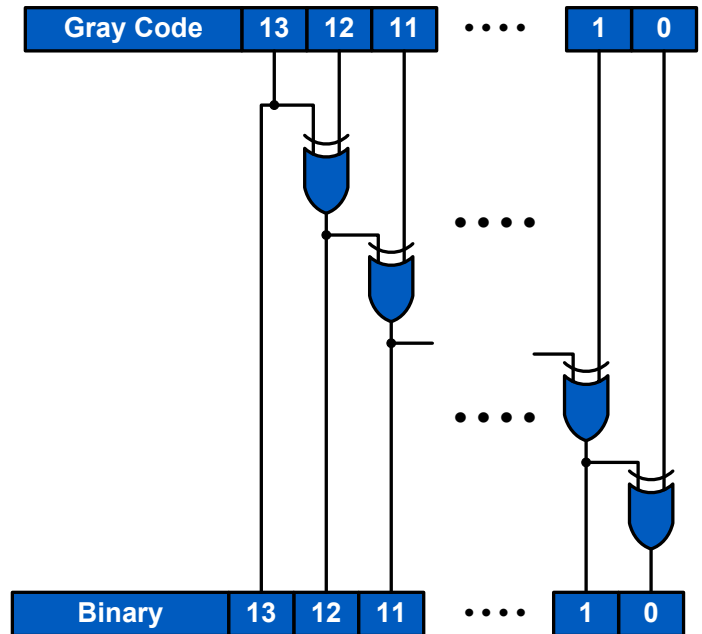 Gray Code 13 12 11 •••• 1 0
Binary 13 12 11 •••• 1 0